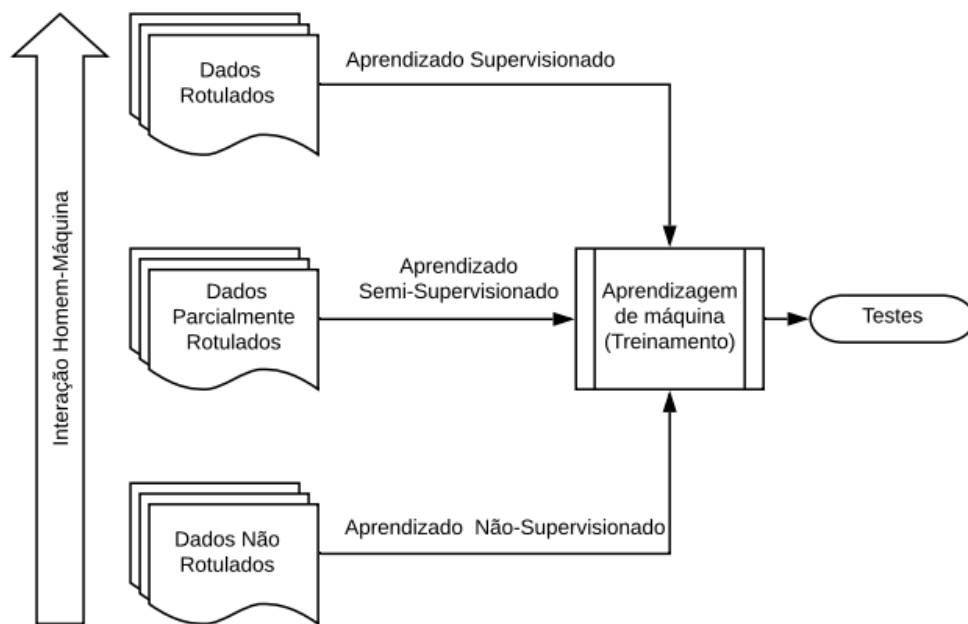 Interação Homem-Máquina
Dados
Rotulados
Aprendizado Supervisionado
Dados
Parcialmente
Rotulados
Aprendizado
Semi-Supervisionado
Aprendizagem
de máquina
(Treinamento)
Testes
Dados Não
Rotulados
Aprendizado Não-Supervisionado